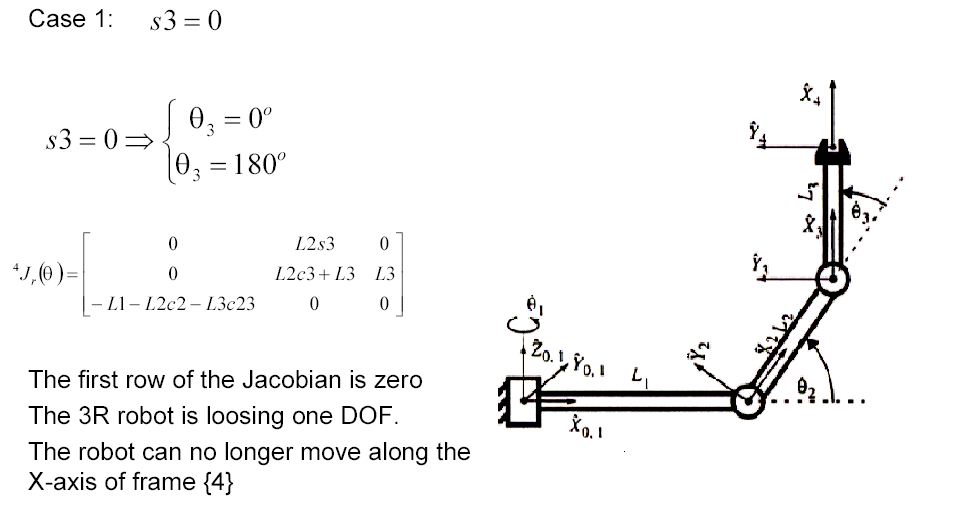 Case 1: s3 = 0
s3 = 0 ⇒ { θ₃ = 0° 
θ₃ = 180°
⁴Jᵣ(θ) = [ 0 L2s3 0
0 L2c3 + L3 L3
– L1 – L2c2 – L3c23 0 0 ]
The first row of the Jacobian is zero
The 3R robot is loosing one DOF.
The robot can no longer move along the
X-axis of frame {4}
X̂₄
Ŷ₄
L₃
θ₃
X̂₃
Ŷ₃
θ̇₁
Ẑ₀,₁
Ŷ₀,₁
L₁
X̂₀,₁
Ŷ₂
X̂₂
L₂
θ₂